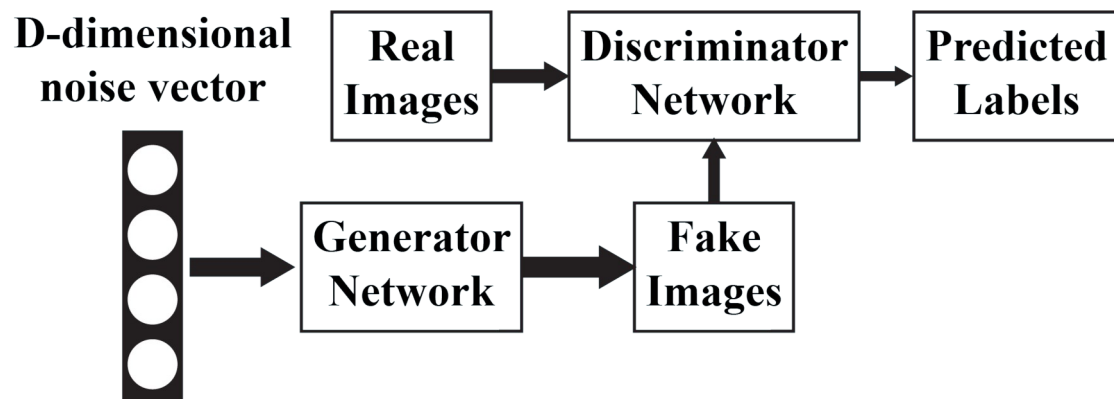 D-dimensional
noise vector
Real
Images
Discriminator
Network
Predicted
Labels
Generator
Network
Fake
Images